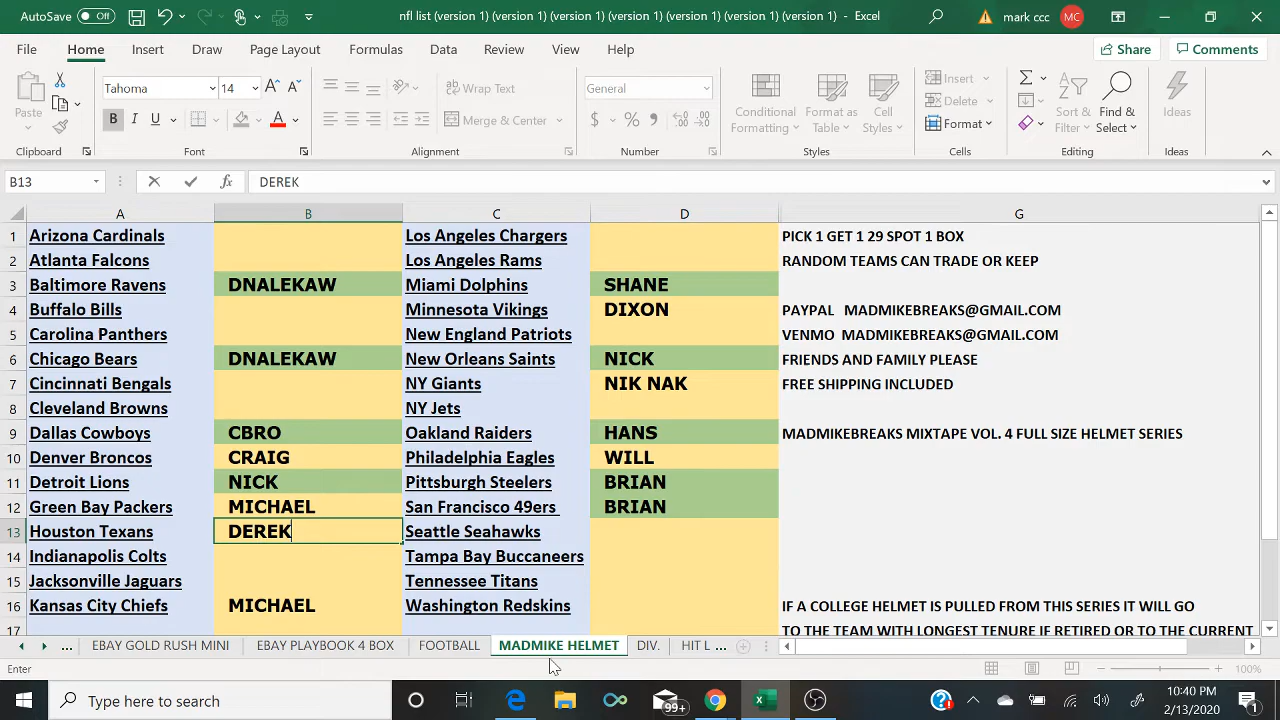 AutoSave Off nfl list (version 1) (version 1) (version 1) (version 1) (version 1) (version 1) (version 1) - Excel mark ccc MC
File Home Insert Draw Page Layout Formulas Data Review View Help Share Comments
Paste Tahoma 14 A A Wrap Text General Conditional Formatting Format as Table Cell Styles Insert Sort & Filter Find & Select Ideas
B I U A Merge & Center $ % Delete Format
Clipboard Font Alignment Number Styles Cells Editing Ideas
B13 fx DEREK
A B C D G
1 Arizona Cardinals Los Angeles Chargers PICK 1 GET 1 29 SPOT 1 BOX
2 Atlanta Falcons Los Angeles Rams RANDOM TEAMS CAN TRADE OR KEEP
3 Baltimore Ravens DNALEKAW Miami Dolphins SHANE
4 Buffalo Bills Minnesota Vikings DIXON PAYPAL MADMIKEBREAKS@GMAIL.COM
5 Carolina Panthers New England Patriots VENMO MADMIKEBREAKS@GMAIL.COM
6 Chicago Bears DNALEKAW New Orleans Saints NICK FRIENDS AND FAMILY PLEASE
7 Cincinnati Bengals NY Giants NIK NAK FREE SHIPPING INCLUDED
8 Cleveland Browns NY Jets
9 Dallas Cowboys CBRO Oakland Raiders HANS MADMIKEBREAKS MIXTAPE VOL. 4 FULL SIZE HELMET SERIES
10 Denver Broncos CRAIG Philadelphia Eagles WILL
11 Detroit Lions NICK Pittsburgh Steelers BRIAN
12 Green Bay Packers MICHAEL San Francisco 49ers BRIAN
13 Houston Texans DEREK Seattle Seahawks
14 Indianapolis Colts Tampa Bay Buccaneers
15 Jacksonville Jaguars Tennessee Titans
16 Kansas City Chiefs MICHAEL Washington Redskins IF A COLLEGE HELMET IS PULLED FROM THIS SERIES IT WILL GO
17 TO THE TEAM WITH LONGEST TENURE IF RETIRED OR TO THE CURRENT
... EBAY GOLD RUSH MINI EBAY PLAYBOOK 4 BOX FOOTBALL MADMIKE HELMET DIV. HIT L ...
Enter 100%
Type here to search 99+ 10:40 PM
2/13/2020 1